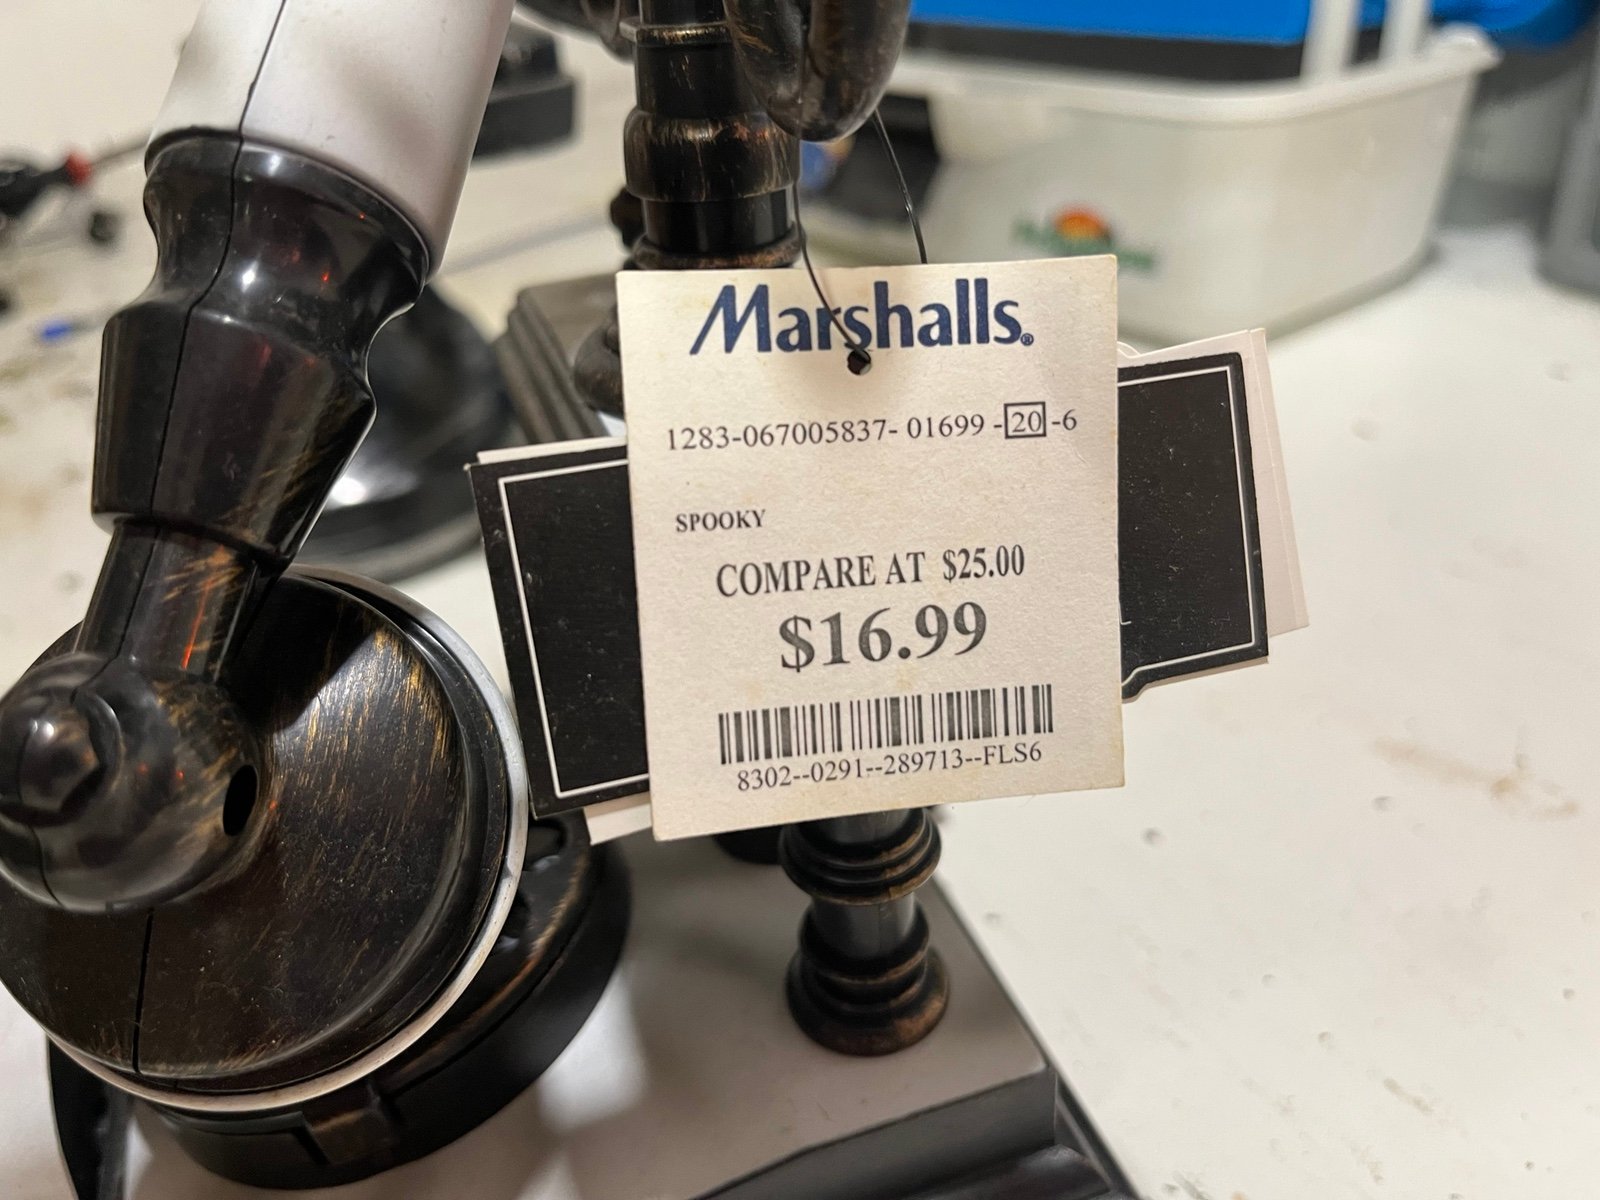 Marshalls®
1283-067005837- 01699 -20 -6
SPOOKY
COMPARE AT $25.00
$16.99
8302--0291--289713--FLS6